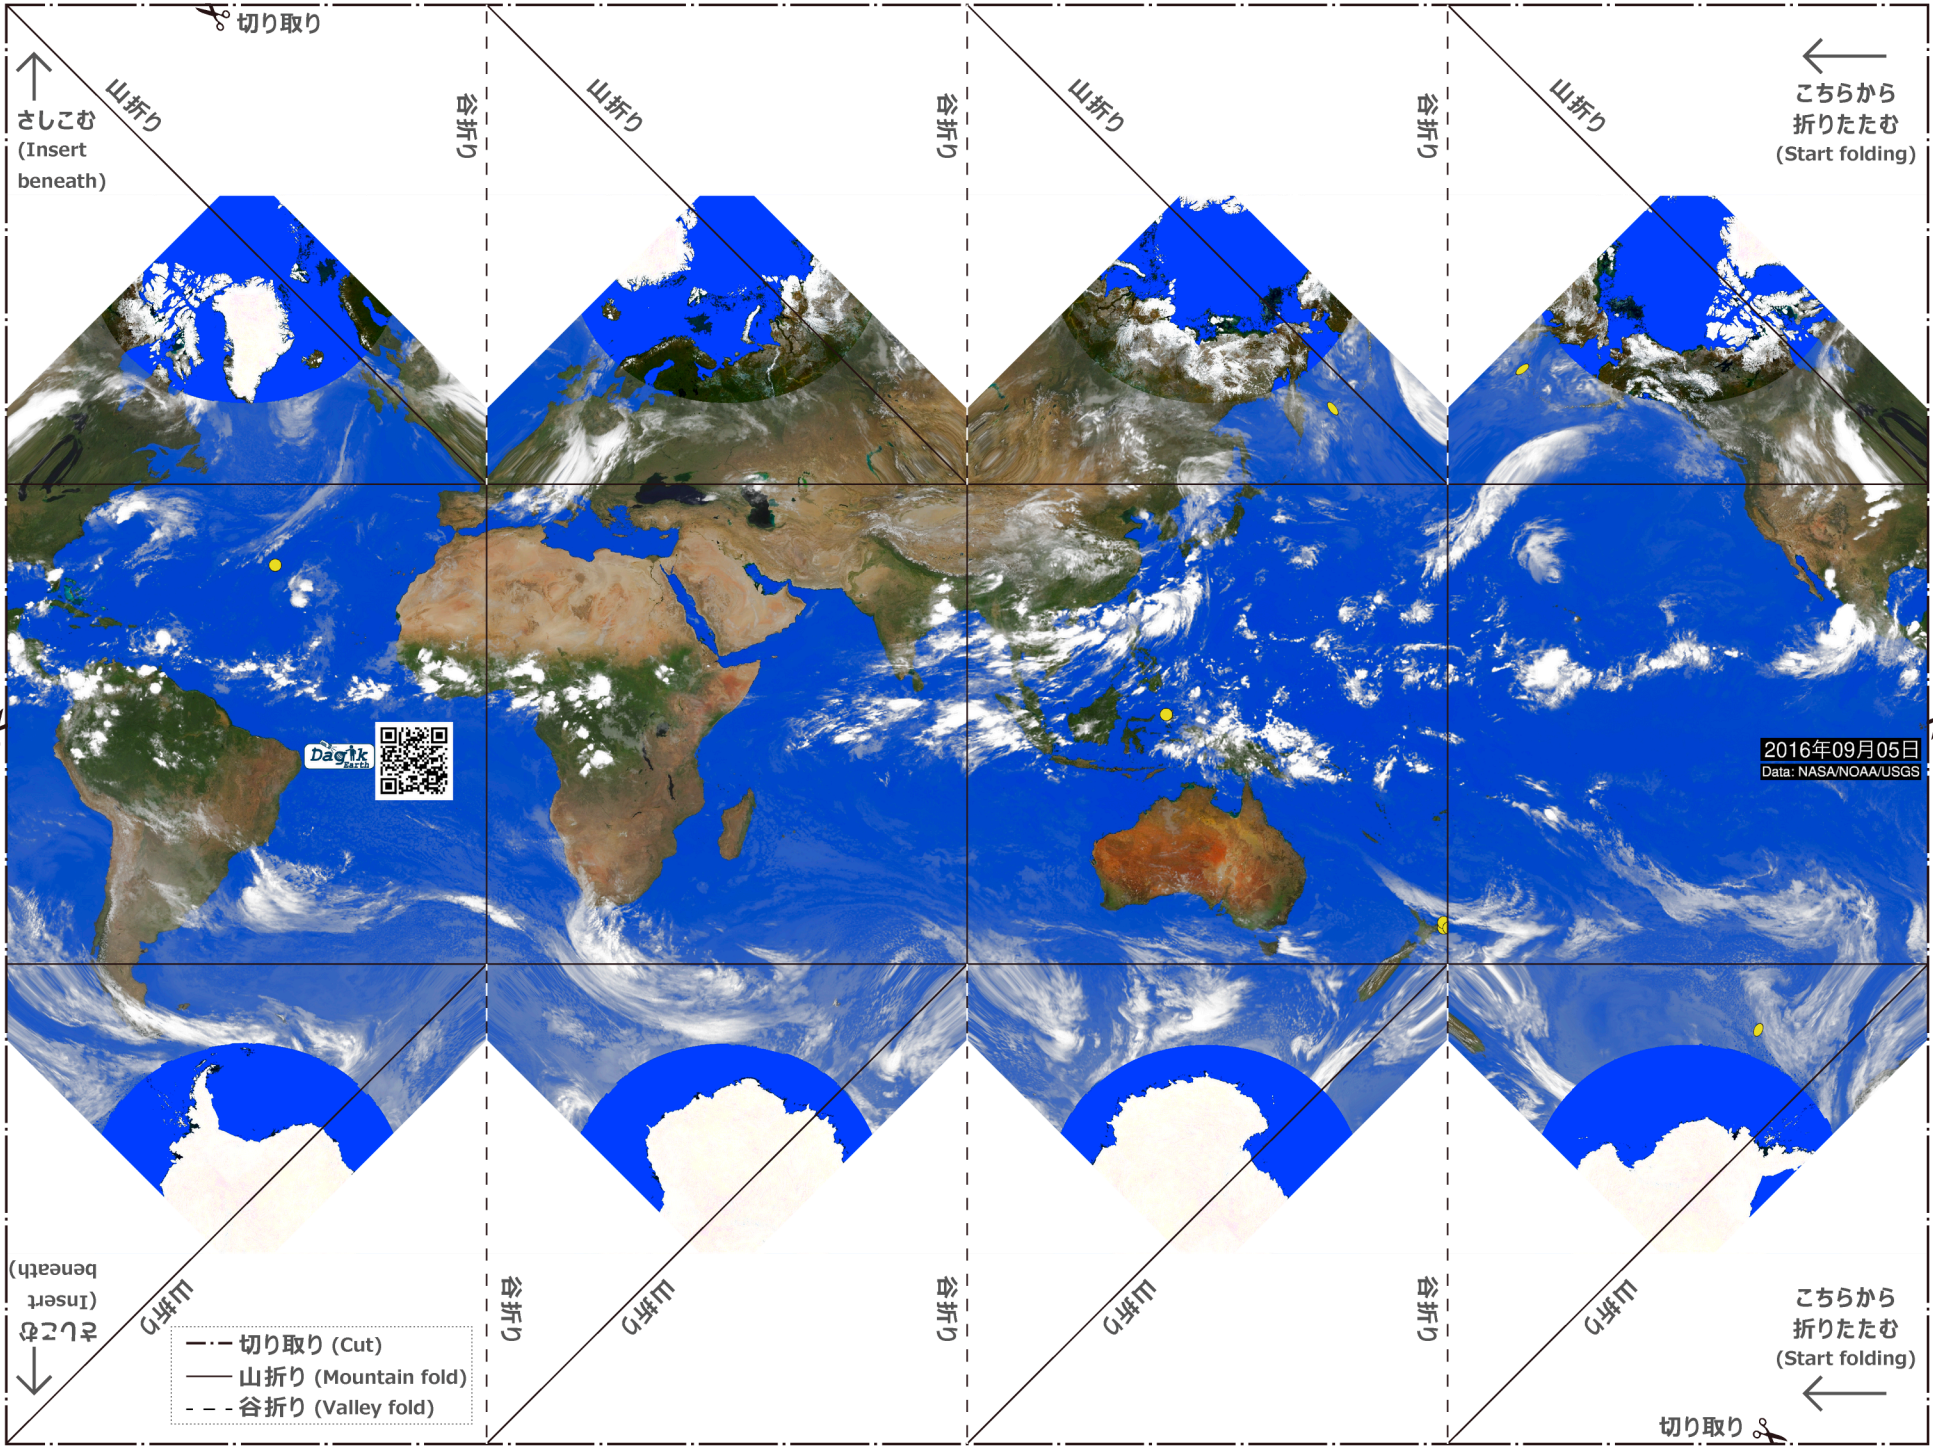 切り取り
山折り
谷折り
山折り
谷折り
山折り
谷折り
山折り
さしこむ
(Insert
beneath)
こちらから
折りたたむ
(Start folding)
Dagik
Earth
2016年09月05日
Data: NASA/NOAA/USGS
さしこむ
(Insert
beneath)
山折り
谷折り
山折り
谷折り
山折り
谷折り
山折り
こちらから
折りたたむ
(Start folding)
切り取り (Cut)
山折り (Mountain fold)
谷折り (Valley fold)
切り取り